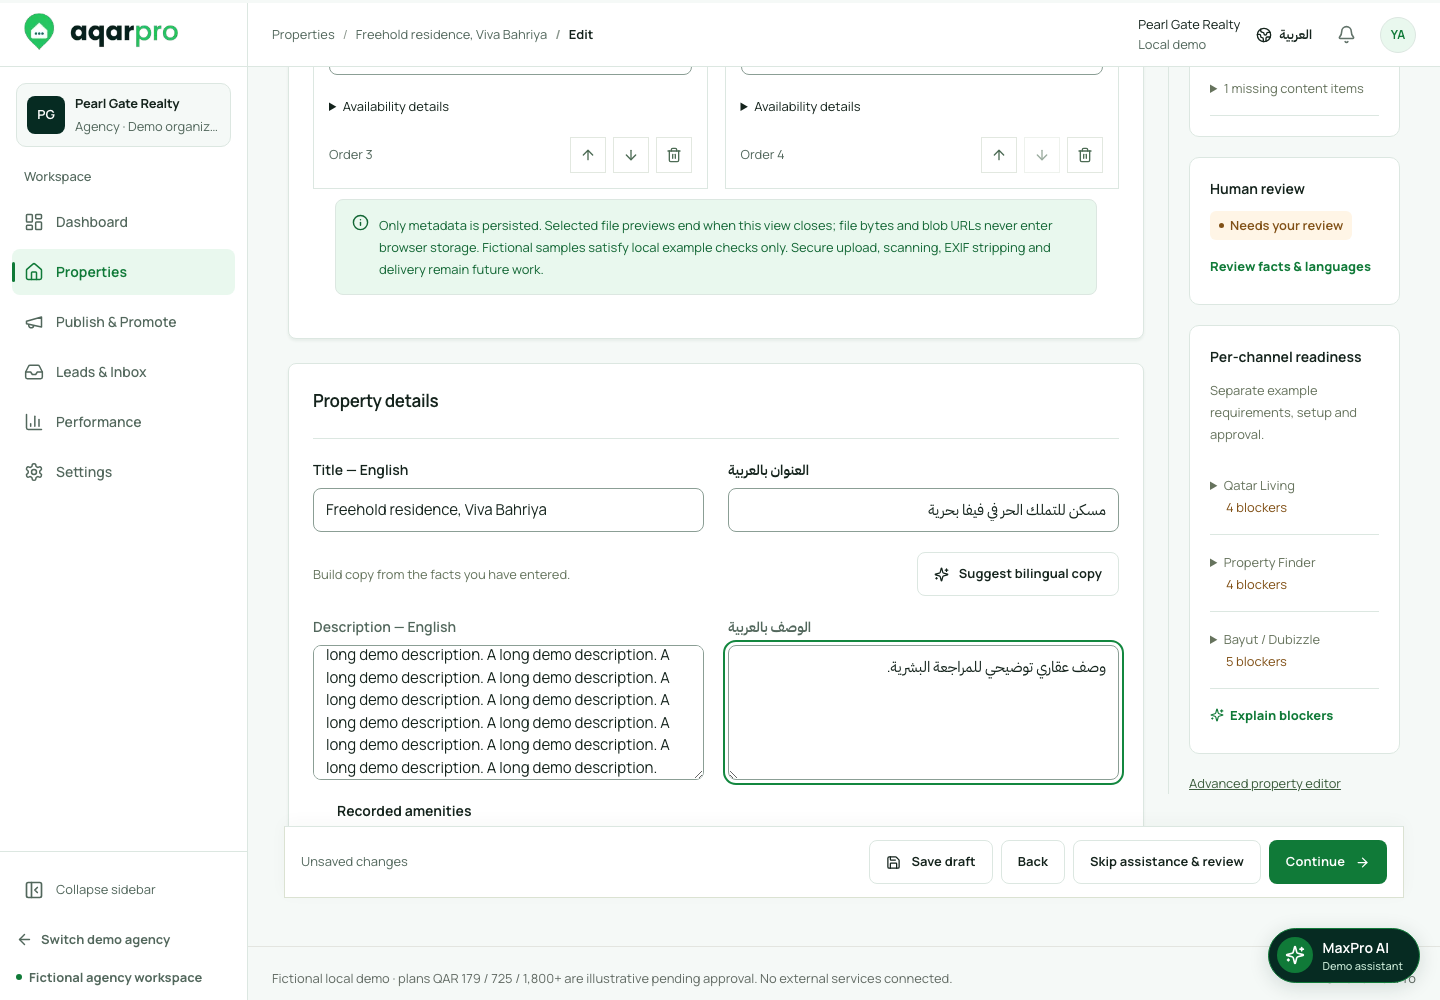 aqarpro
Properties / Freehold residence, Viva Bahriya / Edit
Pearl Gate Realty
Local demo
العربية
YA
PG
Pearl Gate Realty
Agency · Demo organiz...
Workspace
Dashboard
Properties
Publish & Promote
Leads & Inbox
Performance
Settings
Collapse sidebar
Switch demo agency
Fictional agency workspace
Availability details
Order 3
Availability details
Order 4
Only metadata is persisted. Selected file previews end when this view closes; file bytes and blob URLs never enter
browser storage. Fictional samples satisfy local example checks only. Secure upload, scanning, EXIF stripping and
delivery remain future work.
Property details
Title — English
Freehold residence, Viva Bahriya
العنوان بالعربية
مسكن للتملك الحر في فيفا بحرية
Build copy from the facts you have entered.
Suggest bilingual copy
Description — English
long demo description. A long demo description. A
long demo description. A long demo description. A
long demo description. A long demo description. A
long demo description. A long demo description. A
long demo description. A long demo description. A
long demo description. A long demo description.
الوصف بالعربية
وصف عقاري توضيحي للمراجعة البشرية.
Recorded amenities
Unsaved changes
Save draft
Back
Skip assistance & review
Continue
1 missing content items
Human review
Needs your review
Review facts & languages
Per-channel readiness
Separate example
requirements, setup and
approval.
Qatar Living
4 blockers
Property Finder
4 blockers
Bayut / Dubizzle
5 blockers
Explain blockers
Advanced property editor
Fictional local demo · plans QAR 179 / 725 / 1,800+ are illustrative pending approval. No external services connected.
MaxPro AI
Demo assistant